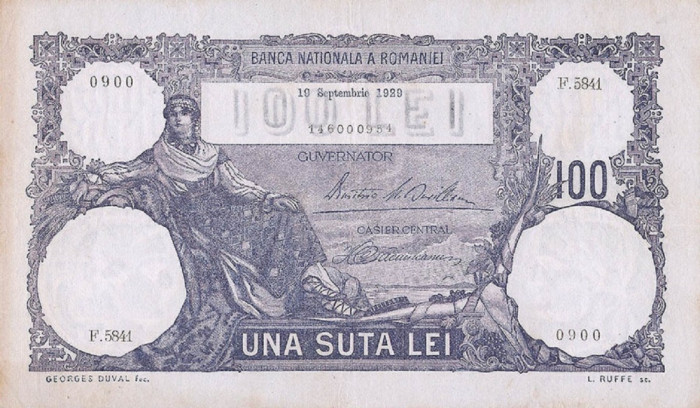 BANCA NATIONALA A ROMANIEI
0900
19 Septembrie 1929
F.5841
100 LEI
146000954
GUVERNATOR
100
CASIER CENTRAL
F.5841
0900
UNA SUTA LEI
GEORGES DUVAL fec.
L. RUFFE sc.